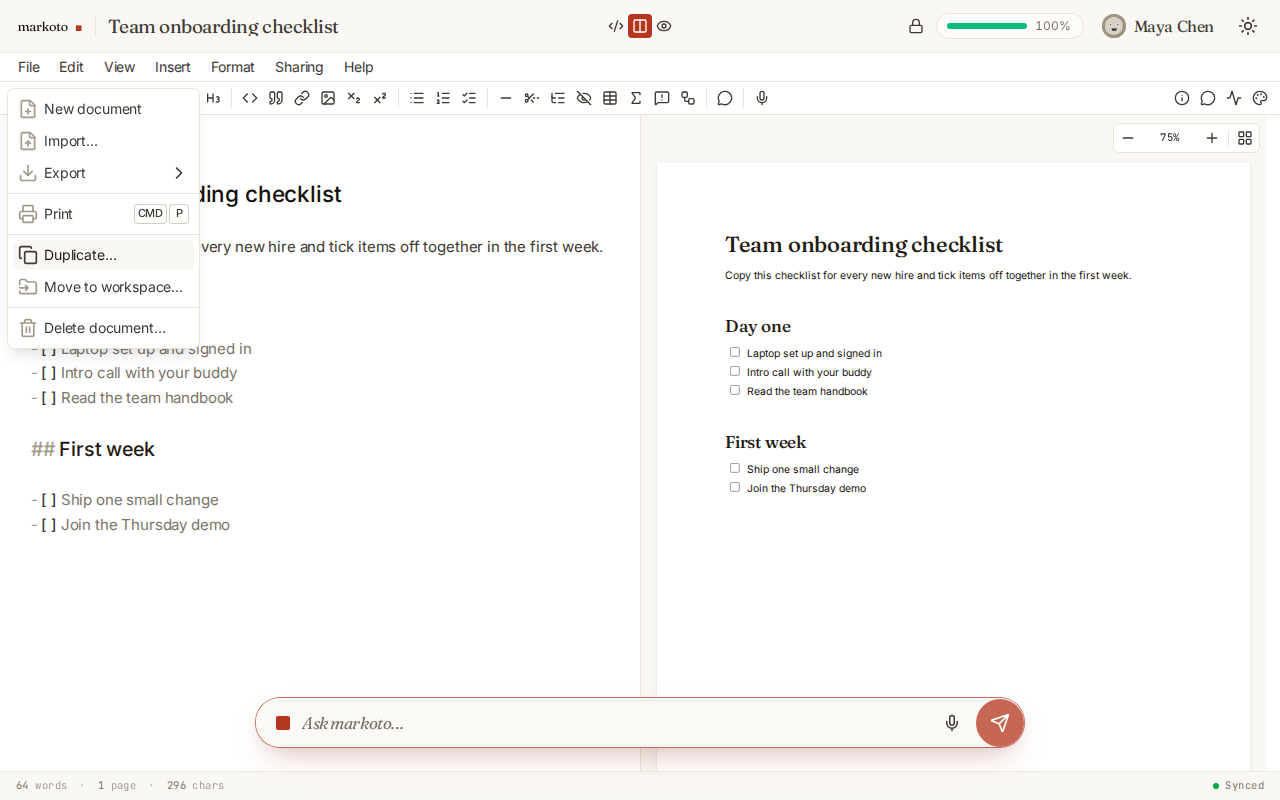 markoto
Team onboarding checklist
100%
Maya Chen
File Edit View Insert Format Sharing Help
H3
New document
Import...
Export
Print CMD P
Duplicate...
Move to workspace...
Delete document...
ding checklist
very new hire and tick items off together in the first week.
- [ ] Laptop set up and signed in
- [ ] Intro call with your buddy
- [ ] Read the team handbook
## First week
- [ ] Ship one small change
- [ ] Join the Thursday demo
75%
Team onboarding checklist
Copy this checklist for every new hire and tick items off together in the first week.
Day one
Laptop set up and signed in
Intro call with your buddy
Read the team handbook
First week
Ship one small change
Join the Thursday demo
Ask markoto...
64 words · 1 page · 296 chars
Synced